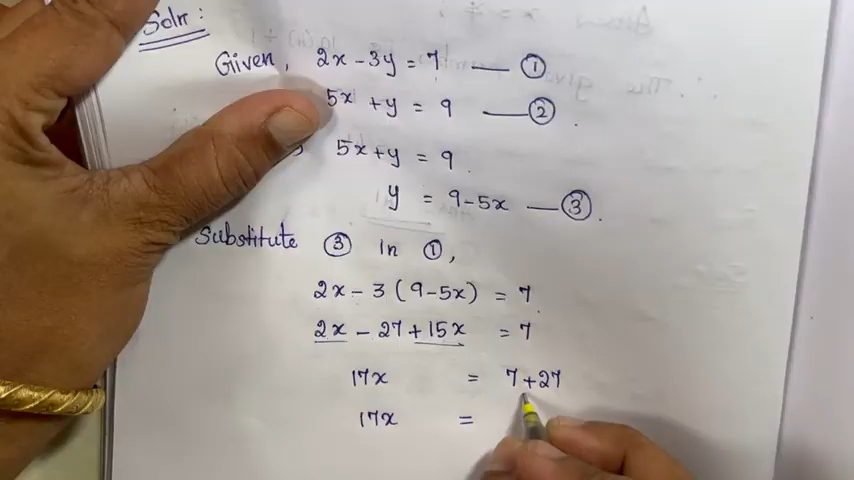 Soln:
Given, 2x - 3y = 7 —— ①
5x + y = 9 —— ②
5x + y = 9
y = 9 - 5x —— ③
Substitute ③ in ①,
2x - 3 (9 - 5x) = 7
2x - 27 + 15x = 7
17x = 7 + 27
17x =